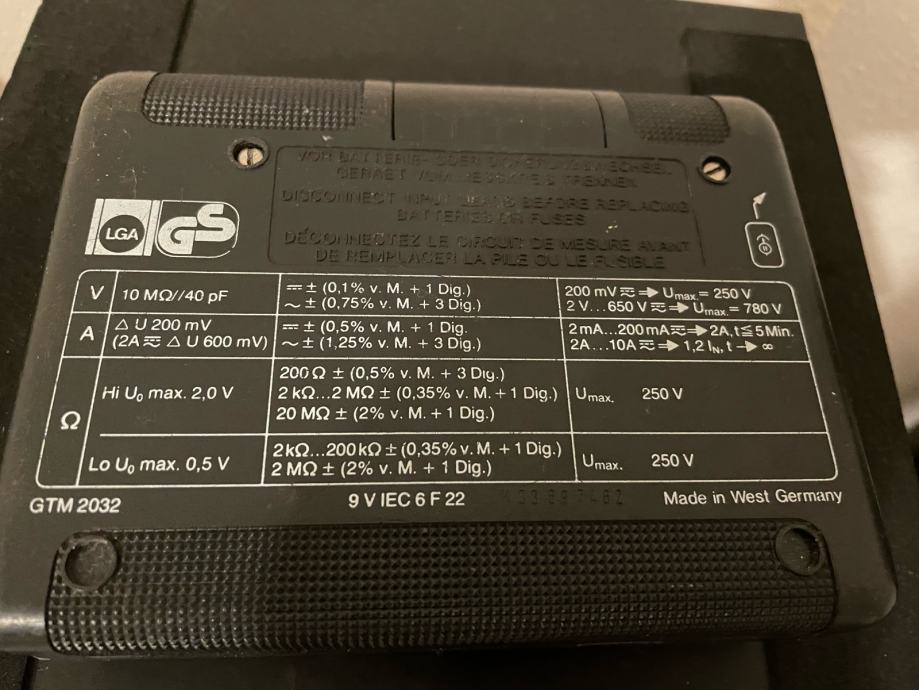 VOR BATTERIE- ODER SICHERUNGSWECHSEL
GERÄT VOM MESSKREIS TRENNEN
DISCONNECT INPUT LEADS BEFORE REPLACING
BATTERIES OR FUSES
DÉCONNECTEZ LE CIRCUIT DE MESURE AVANT
DE REMPLACER LA PILE OU LE FUSIBLE
LGA GS
V 10 MΩ//40 pF ⎓ ± (0,1% v. M. + 1 Dig.) 200 mV ⎓∼ ➔ Umax. = 250 V
∼ ± (0,75% v. M. + 3 Dig.) 2 V...650 V ⎓∼ ➔ Umax. = 780 V
A △ U 200 mV ⎓ ± (0,5% v. M. + 1 Dig. 2 mA...200 mA ⎓∼ ➔ 2A, t ≦ 5 Min.
(2A ⎓∼ △ U 600 mV) ∼ ± (1,25% v. M. + 3 Dig.) 2A...10A ⎓∼ ➔ 1,2 IN, t ➔ ∞
200 Ω ± (0,5% v. M. + 3 Dig.)
Ω Hi U₀ max. 2,0 V 2 kΩ...2 MΩ ± (0,35% v. M. + 1 Dig.) Umax. 250 V
20 MΩ ± (2% v. M. + 1 Dig.)
Lo U₀ max. 0,5 V 2 kΩ...200 kΩ ± (0,35% v. M. + 1 Dig.) Umax. 250 V
2 MΩ ± (2% v. M. + 1 Dig.)
GTM 2032 9 V IEC 6 F 22 Made in West Germany